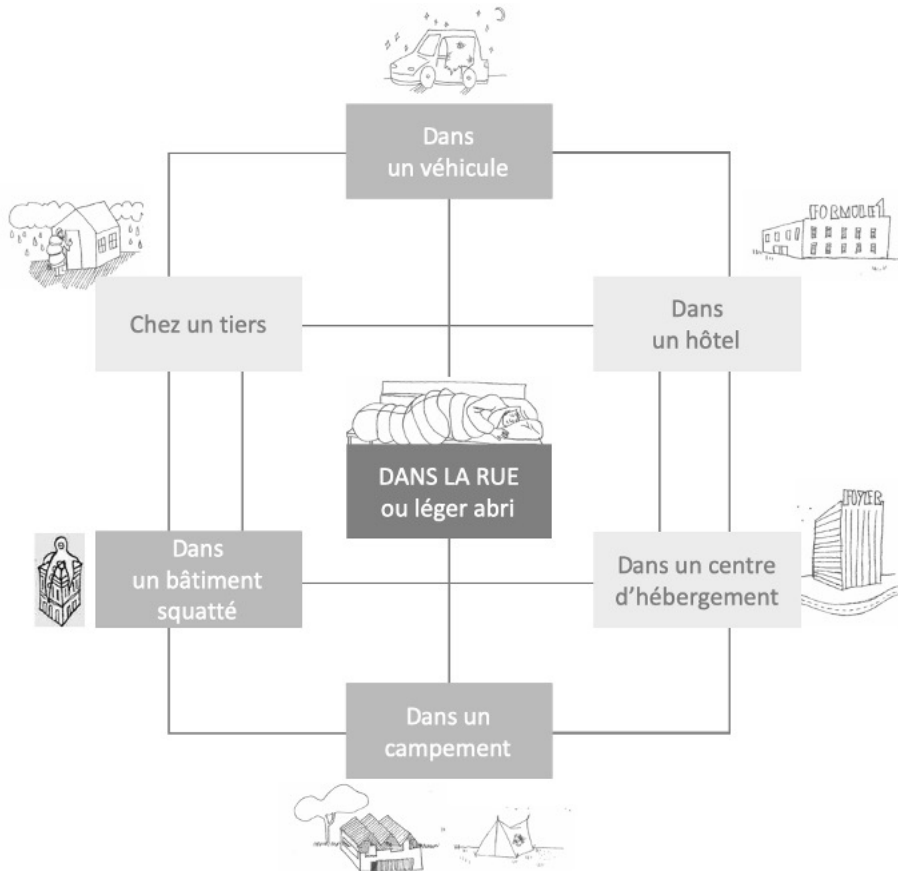 Dans
un véhicule
FORMULE1
Chez un tiers
Dans
un hôtel
DANS LA RUE
ou léger abri
FOYER
Dans
un bâtiment
squatté
Dans un centre
d’hébergement
Dans un
campement